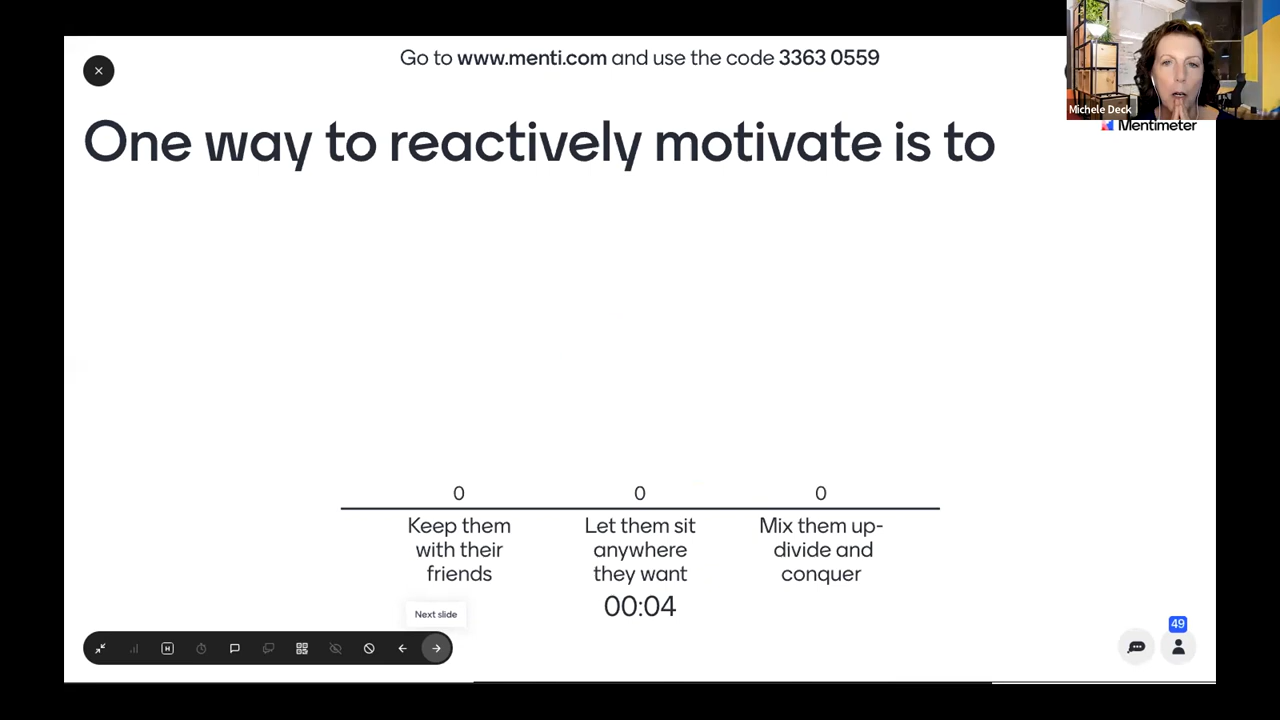 Go to www.menti.com and use the code 3363 0559
Michele Deck
Mentimeter
One way to reactively motivate is to
0
0
0
Keep them
with their
friends
Let them sit
anywhere
they want
Mix them up-
divide and
conquer
00:04
Next slide
H
49